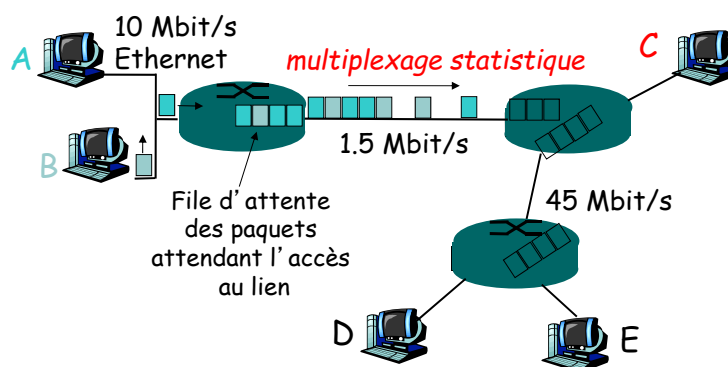 A
10 Mbit/s
Ethernet
multiplexage statistique
C
1.5 Mbit/s
B
File d' attente
des paquets
attendant l' accès
au lien
45 Mbit/s
D
E